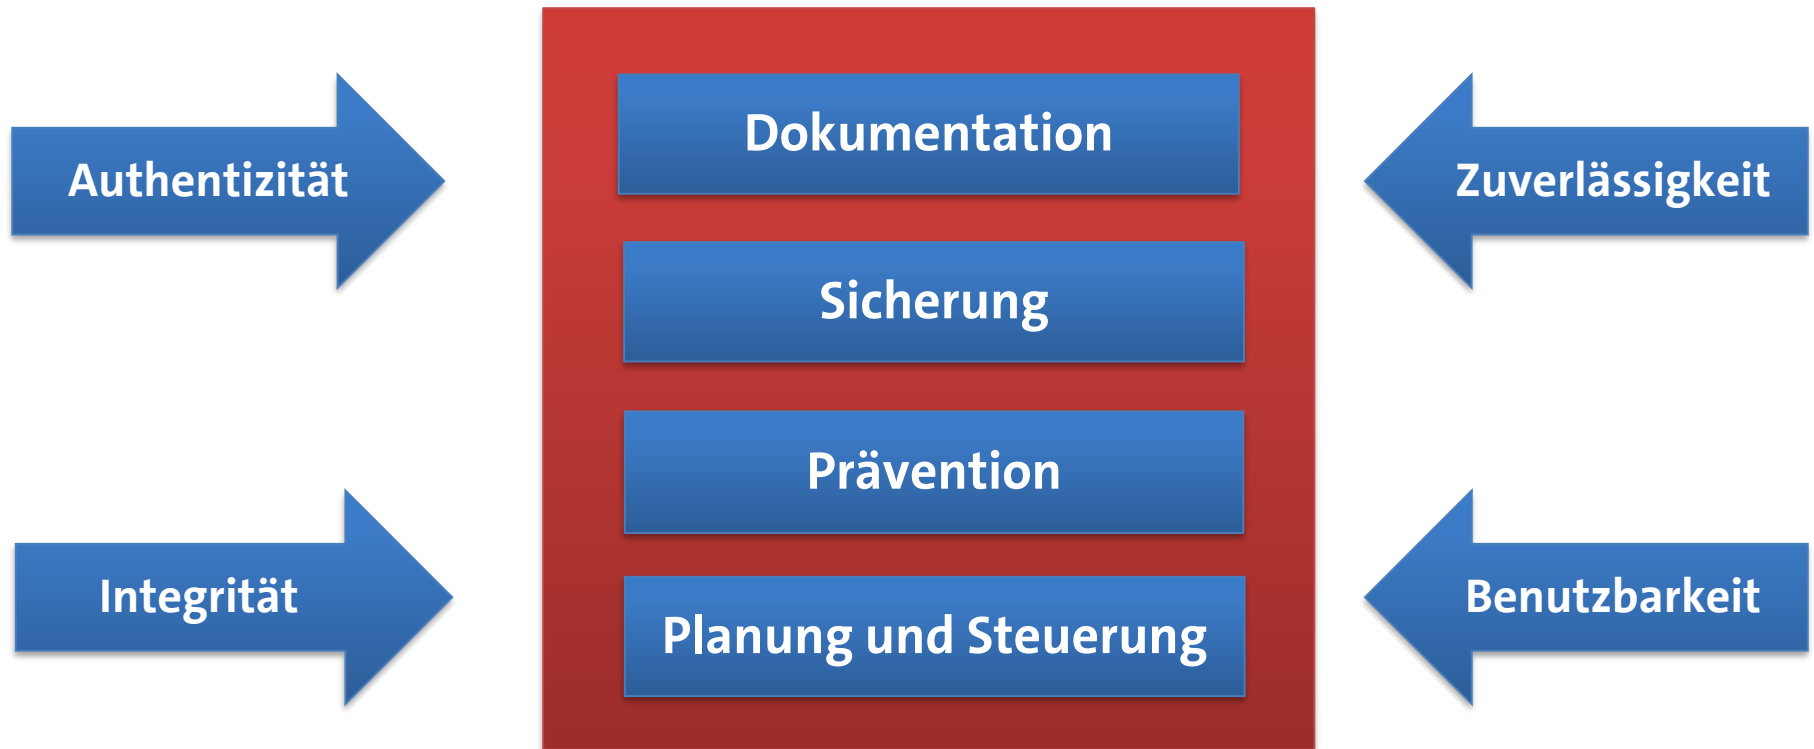 Dokumentation
Authentizität
Zuverlässigkeit
Sicherung
Prävention
Integrität
Benutzbarkeit
Planung und Steuerung